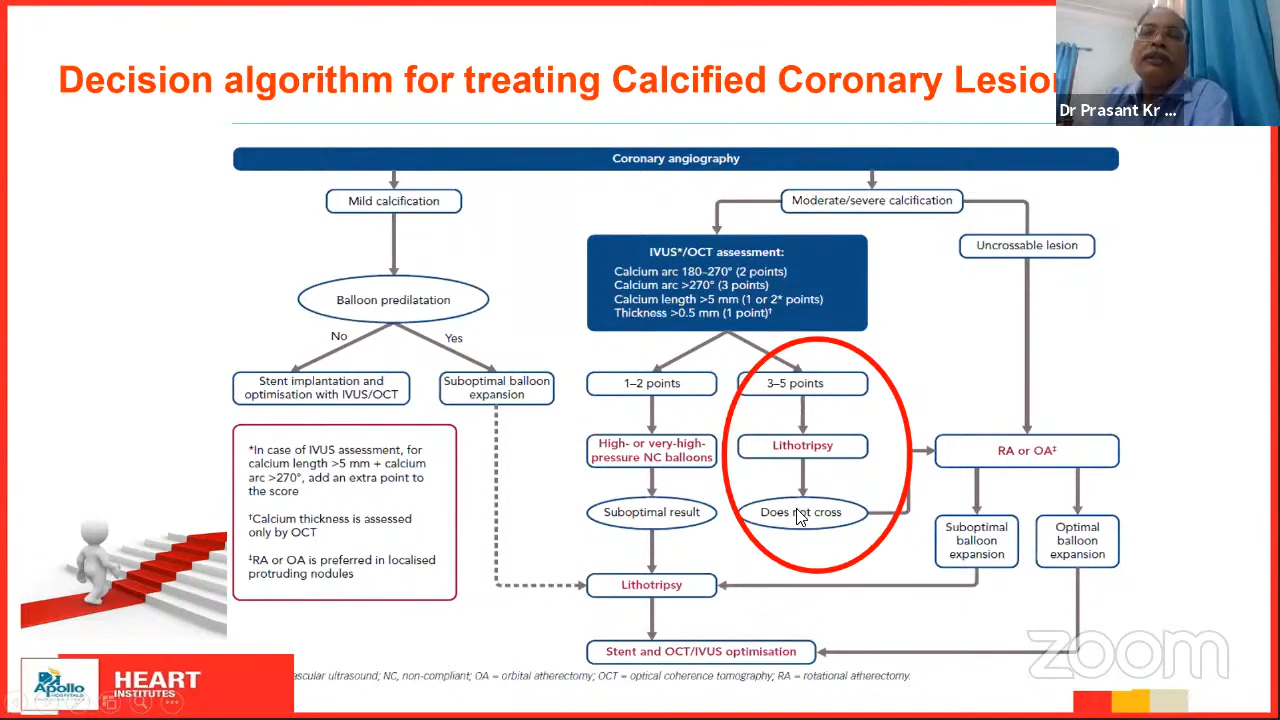 Decision algorithm for treating Calcified Coronary Lesion
Dr Prasant Kr ...
Coronary angiography
Mild calcification
Moderate/severe calcification
Uncrossable lesion
IVUS*/OCT assessment:
Calcium arc 180–270° (2 points)
Calcium arc >270° (3 points)
Calcium length >5 mm (1 or 2* points)
Thickness >0.5 mm (1 point)†
Balloon predilatation
No
Yes
Stent implantation and
optimisation with IVUS/OCT
Suboptimal balloon
expansion
1–2 points
3–5 points
High- or very-high-
pressure NC balloons
Lithotripsy
RA or OA‡
Suboptimal result
Does not cross
Suboptimal
balloon
expansion
Optimal
balloon
expansion
*In case of IVUS assessment, for
calcium length >5 mm + calcium
arc >270°, add an extra point to
the score
†Calcium thickness is assessed
only by OCT
‡RA or OA is preferred in localised
protruding nodules
Lithotripsy
Stent and OCT/IVUS optimisation
zoom
ascular ultrasound; NC, non-compliant; OA = orbital atherectomy; OCT = optical coherence tomography; RA = rotational atherectomy.
Apollo
HOSPITALS
HEART
INSTITUTES